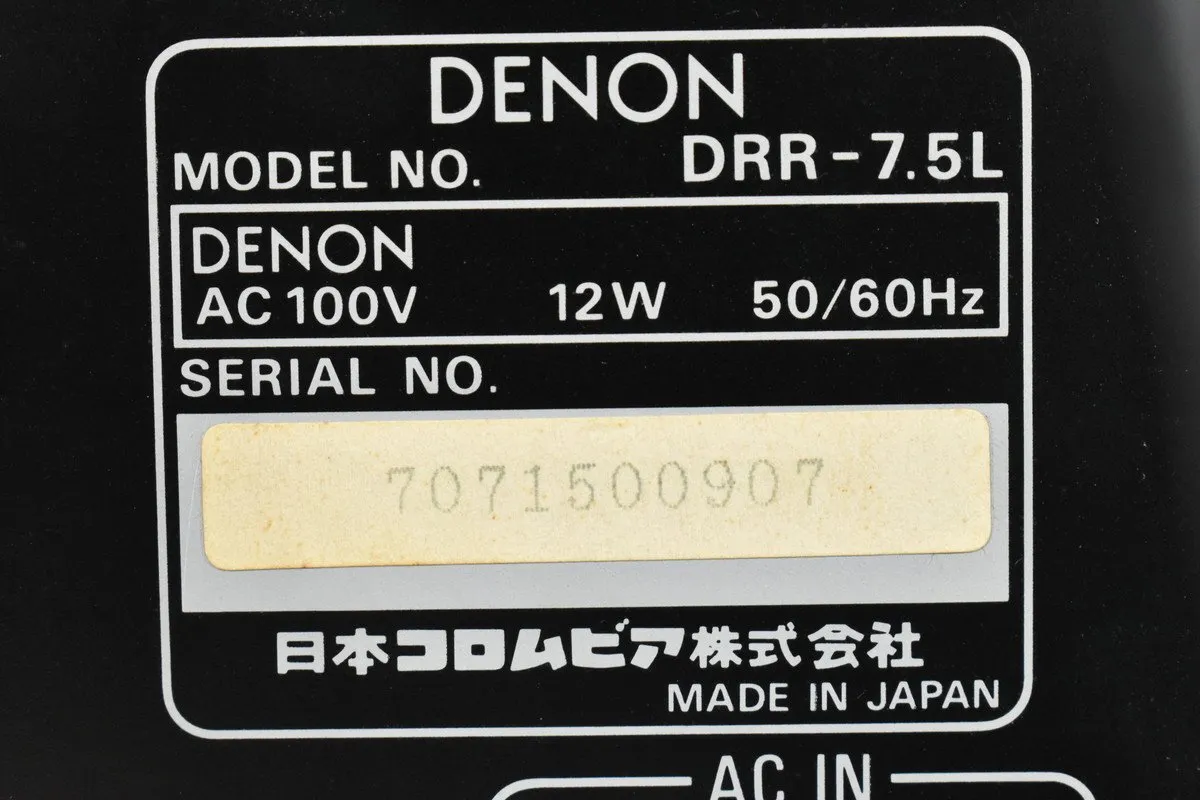 DENON
MODEL NO. DRR-7.5L
DENON
AC 100V 12W 50/60Hz
SERIAL NO.
7071500907
日本コロムビア株式会社
MADE IN JAPAN
AC IN